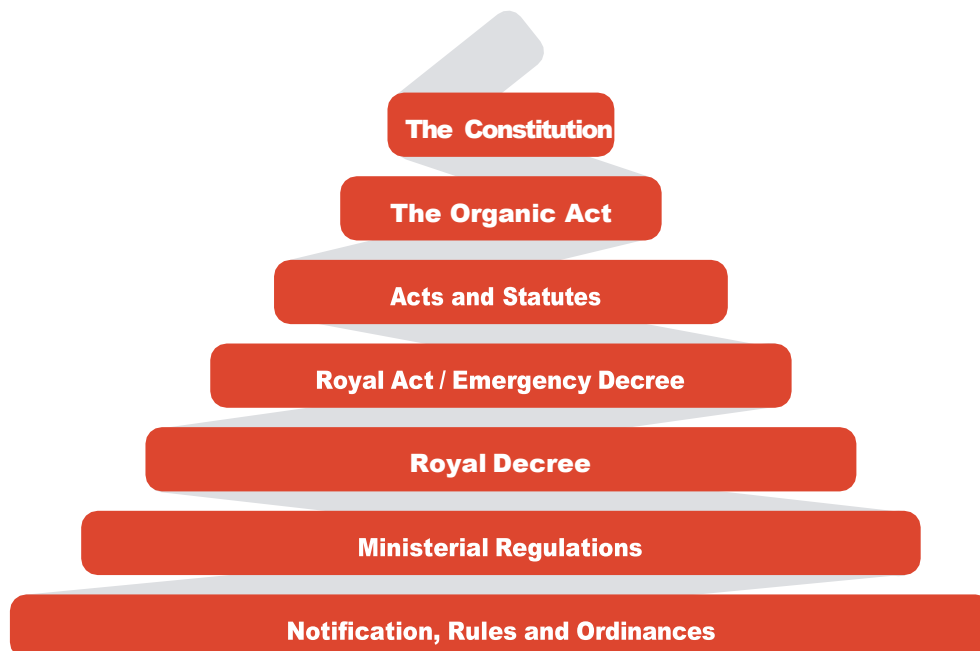 The Constitution
The Organic Act
Acts and Statutes
Royal Act / Emergency Decree
Royal Decree
Ministerial Regulations
Notification, Rules and Ordinances